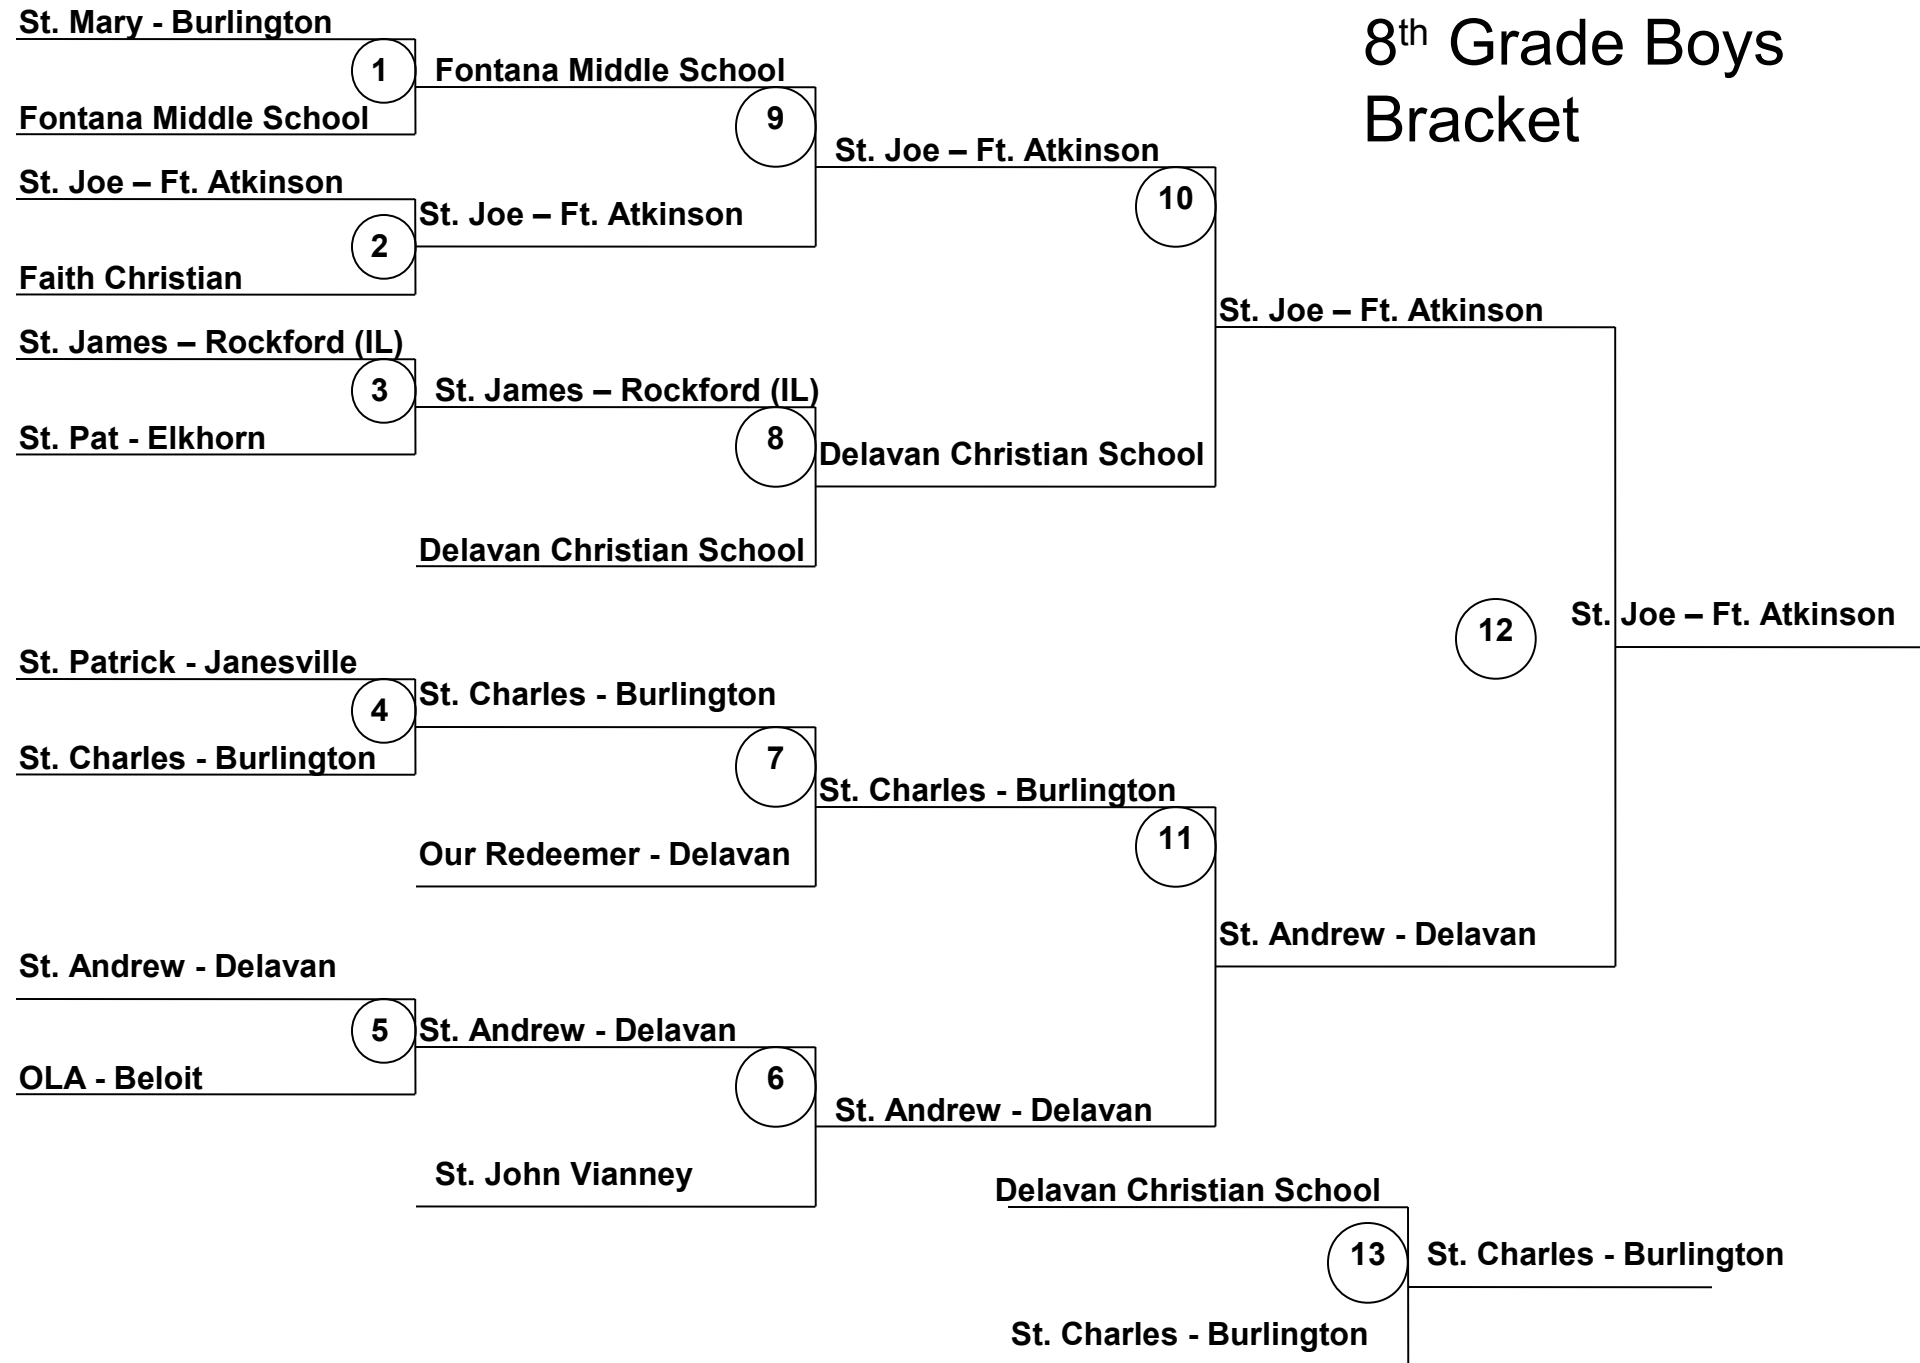 St. Mary - Burlington
8th Grade Boys
Bracket
1
Fontana Middle School
Fontana Middle School
9
St. Joe – Ft. Atkinson
St. Joe – Ft. Atkinson
10
St. Joe – Ft. Atkinson
2
Faith Christian
St. Joe – Ft. Atkinson
St. James – Rockford (IL)
3
St. James – Rockford (IL)
St. Pat - Elkhorn
8
Delavan Christian School
Delavan Christian School
12
St. Joe – Ft. Atkinson
St. Patrick - Janesville
4
St. Charles - Burlington
St. Charles - Burlington
7
St. Charles - Burlington
Our Redeemer - Delavan
11
St. Andrew - Delavan
St. Andrew - Delavan
5
St. Andrew - Delavan
OLA - Beloit
6
St. Andrew - Delavan
St. John Vianney
Delavan Christian School
13
St. Charles - Burlington
St. Charles - Burlington